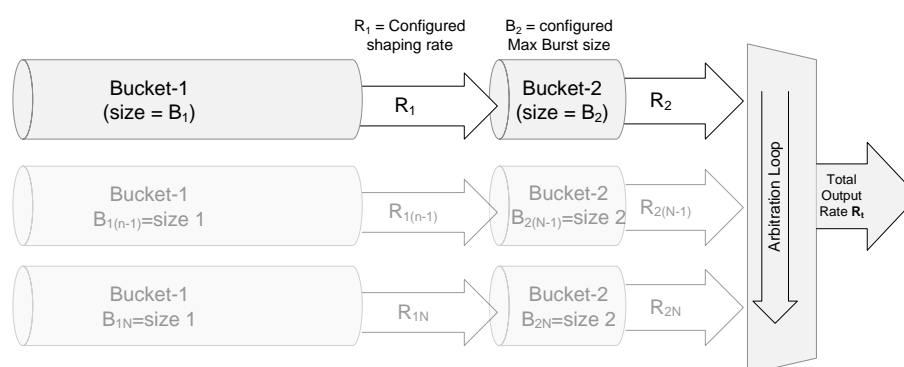 R₁ = Configured
shaping rate
B₂ = configured
Max Burst size
Bucket-1
(size = B₁)
R₁
Bucket-2
(size = B₂)
R₂
Bucket-1
B₁₍ₙ₋₁₎=size 1
R₁₍ₙ₋₁₎
Bucket-2
B₂₍N₋₁₎=size 2
R₂₍N₋₁₎
Bucket-1
B₁N=size 1
R₁N
Bucket-2
B₂N=size 2
R₂N
Arbitration Loop
Total
Output
Rate Rₜ